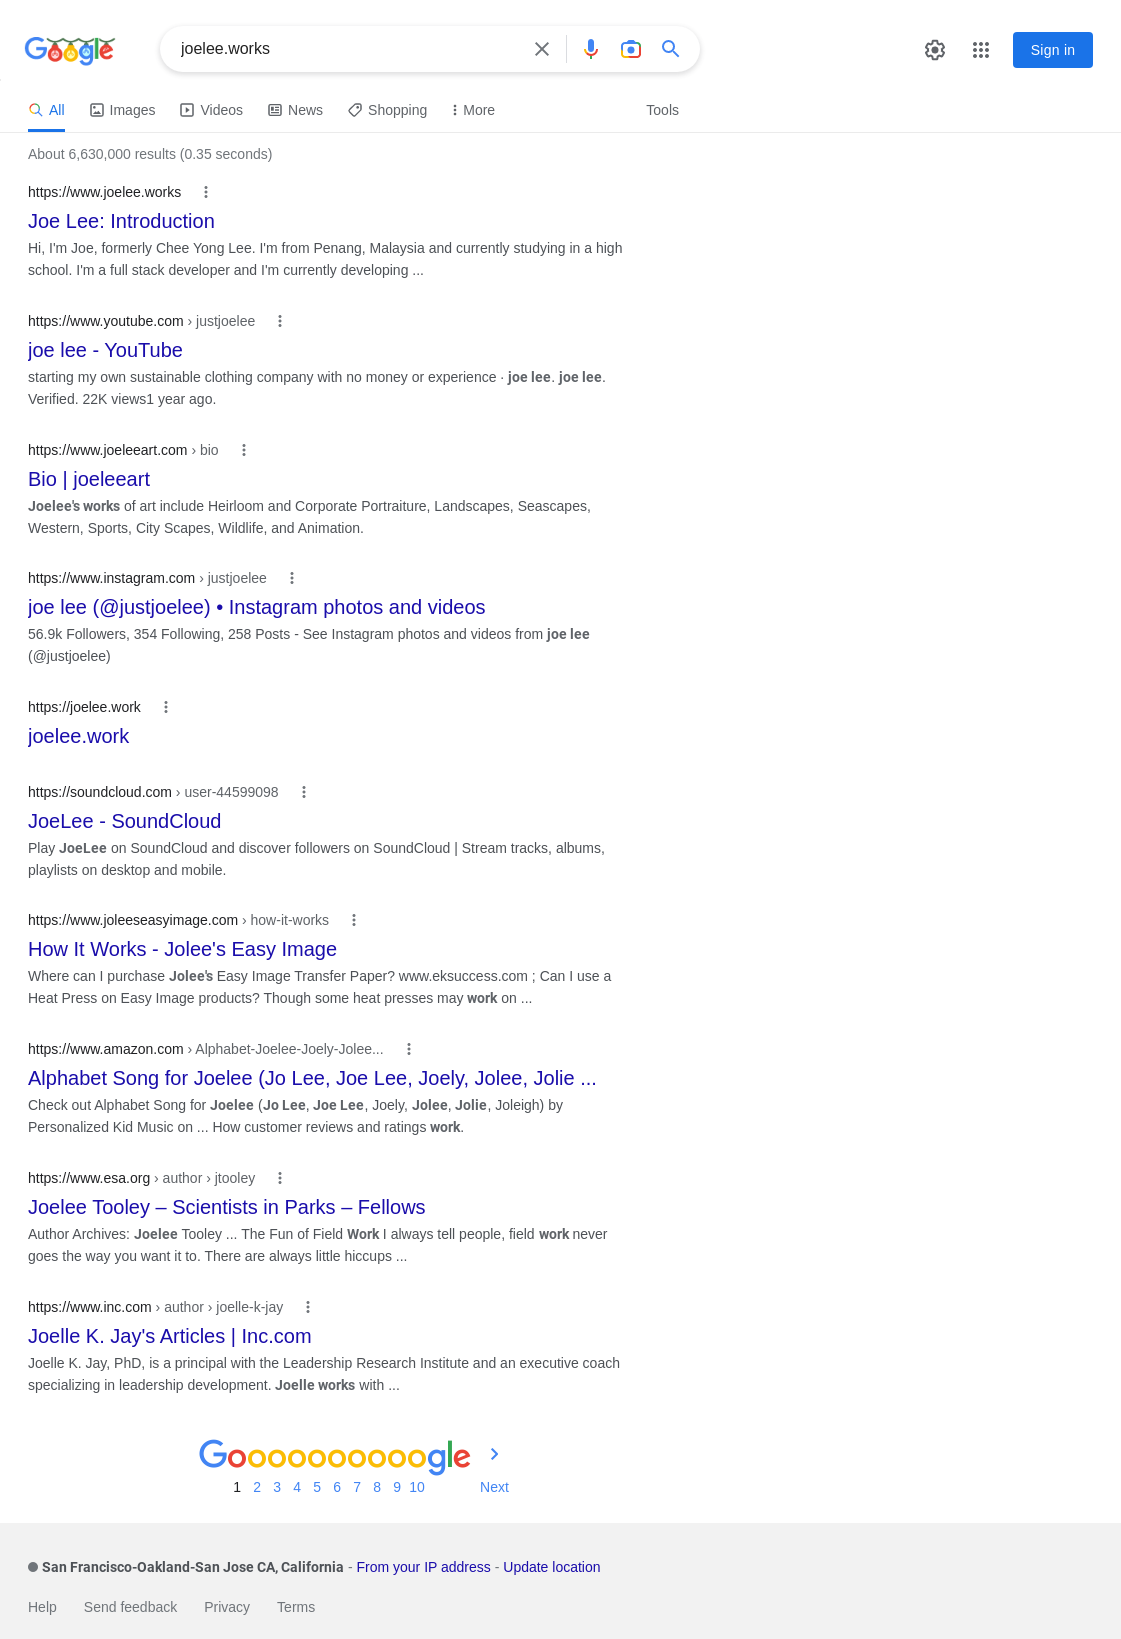 Google
joelee.works
Sign in
All Images Videos News Shopping More Tools
About 6,630,000 results (0.35 seconds)
https://www.joelee.works
Joe Lee: Introduction
Hi, I'm Joe, formerly Chee Yong Lee. I'm from Penang, Malaysia and currently studying in a high
school. I'm a full stack developer and I'm currently developing ...
https://www.youtube.com › justjoelee
joe lee - YouTube
starting my own sustainable clothing company with no money or experience · joe lee. joe lee.
Verified. 22K views1 year ago.
https://www.joeleeart.com › bio
Bio | joeleeart
Joelee's works of art include Heirloom and Corporate Portraiture, Landscapes, Seascapes,
Western, Sports, City Scapes, Wildlife, and Animation.
https://www.instagram.com › justjoelee
joe lee (@justjoelee) • Instagram photos and videos
56.9k Followers, 354 Following, 258 Posts - See Instagram photos and videos from joe lee
(@justjoelee)
https://joelee.work
joelee.work
https://soundcloud.com › user-44599098
JoeLee - SoundCloud
Play JoeLee on SoundCloud and discover followers on SoundCloud | Stream tracks, albums,
playlists on desktop and mobile.
https://www.joleeseasyimage.com › how-it-works
How It Works - Jolee's Easy Image
Where can I purchase Jolee's Easy Image Transfer Paper? www.eksuccess.com ; Can I use a
Heat Press on Easy Image products? Though some heat presses may work on ...
https://www.amazon.com › Alphabet-Joelee-Joely-Jolee...
Alphabet Song for Joelee (Jo Lee, Joe Lee, Joely, Jolee, Jolie ...
Check out Alphabet Song for Joelee (Jo Lee, Joe Lee, Joely, Jolee, Jolie, Joleigh) by
Personalized Kid Music on ... How customer reviews and ratings work.
https://www.esa.org › author › jtooley
Joelee Tooley – Scientists in Parks – Fellows
Author Archives: Joelee Tooley ... The Fun of Field Work I always tell people, field work never
goes the way you want it to. There are always little hiccups ...
https://www.inc.com › author › joelle-k-jay
Joelle K. Jay's Articles | Inc.com
Joelle K. Jay, PhD, is a principal with the Leadership Research Institute and an executive coach
specializing in leadership development. Joelle works with ...
Goooooooooogle
1 2 3 4 5 6 7 8 9 10 Next
San Francisco-Oakland-San Jose CA, California - From your IP address - Update location
Help Send feedback Privacy Terms